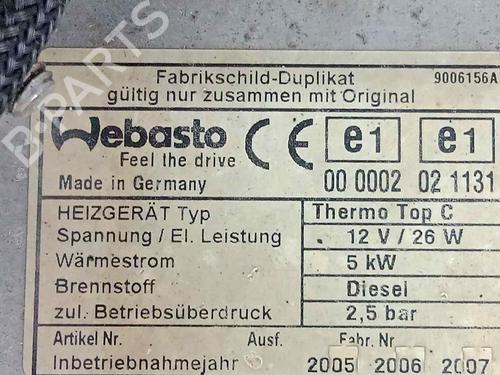 Fabrikschild-Duplikat 9006156A
gültig nur zusammen mit Original
Webasto CE e1 e1
Feel the drive
Made in Germany 00 0002 02 1131
HEIZGERÄT Typ Thermo Top C
Spannung / El. Leistung 12 V / 26 W
Wärmestrom 5 kW
Brennstoff Diesel
zul. Betriebsüberdruck 2,5 bar
Artikel Nr. Ausf. Fabr. Nr.
Inbetriebnahmejahr 2005 2006 2007
B-PARTS